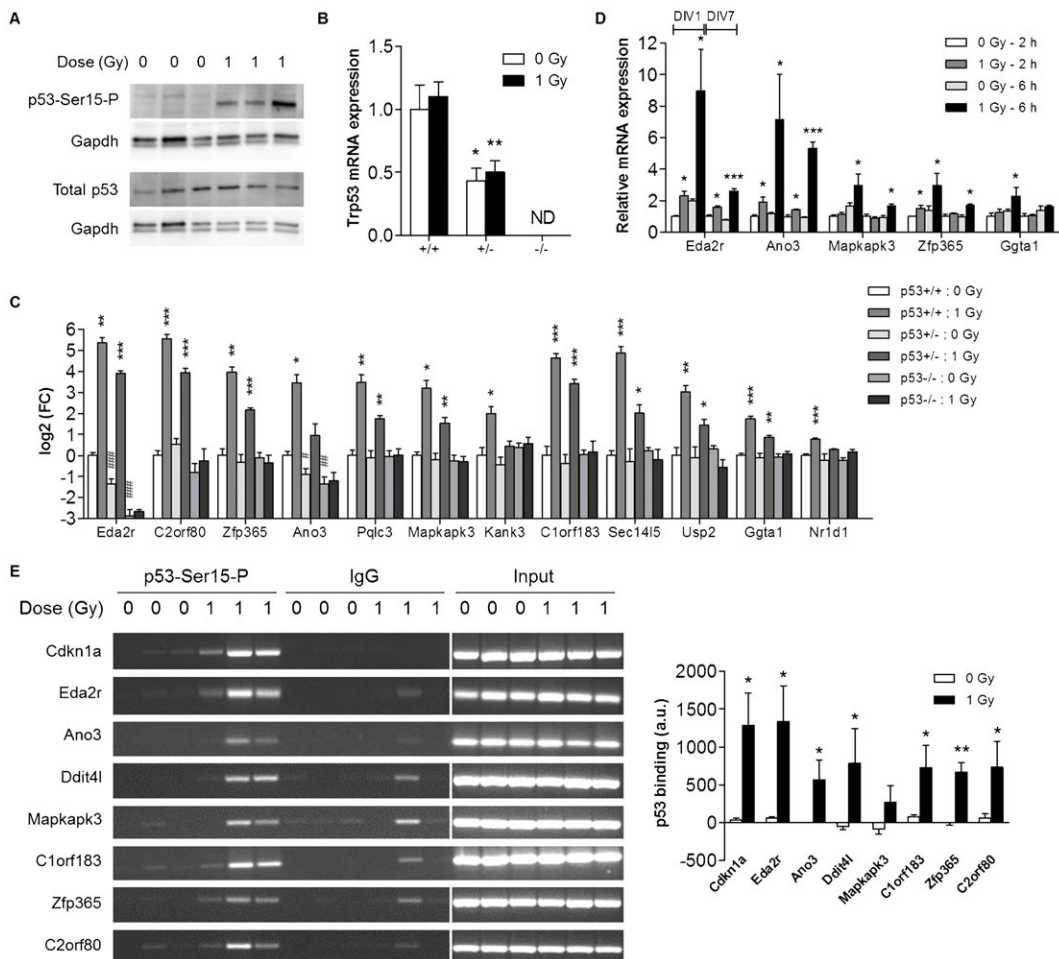 A
Dose (Gy) 0 0 0 1 1 1
p53-Ser15-P
Gapdh
Total p53
Gapdh
B
Trp53 mRNA expression
1.5
1.0
0.5
0.0
0 Gy
1 Gy
* **
ND
+/+ +/- -/-
D
DIV1 DIV7
Relative mRNA expression
12
10
8
6
4
2
0
0 Gy - 2 h
1 Gy - 2 h
0 Gy - 6 h
1 Gy - 6 h
* * * *** * * * *** * * * * * *
Eda2r Ano3 Mapkapk3 Zfp365 Ggta1
C
log2 (FC)
6
5
4
3
2
1
0
-1
-2
-3
p53+/+ : 0 Gy
p53+/+ : 1 Gy
p53+/- : 0 Gy
p53+/- : 1 Gy
p53-/- : 0 Gy
p53-/- : 1 Gy
** *** *** *** ** *** * ** ** * ** * *** *** *** * ** * *** ** ***
### ### # ##
Eda2r C2orf80 Zfp365 Ano3 Pqlc3 Mapkapk3 Kank3 C1orf183 Sec14l5 Usp2 Ggta1 Nr1d1
E
p53-Ser15-P IgG Input
Dose (Gy) 0 0 0 1 1 1 0 0 0 1 1 1 0 0 0 1 1 1
Cdkn1a
Eda2r
Ano3
Ddit4l
Mapkapk3
C1orf183
Zfp365
C2orf80
p53 binding (a.u.)
2000
1500
1000
500
0
-500
0 Gy
1 Gy
* * * * * ** *
Cdkn1a Eda2r Ano3 Ddit4l Mapkapk3 C1orf183 Zfp365 C2orf80